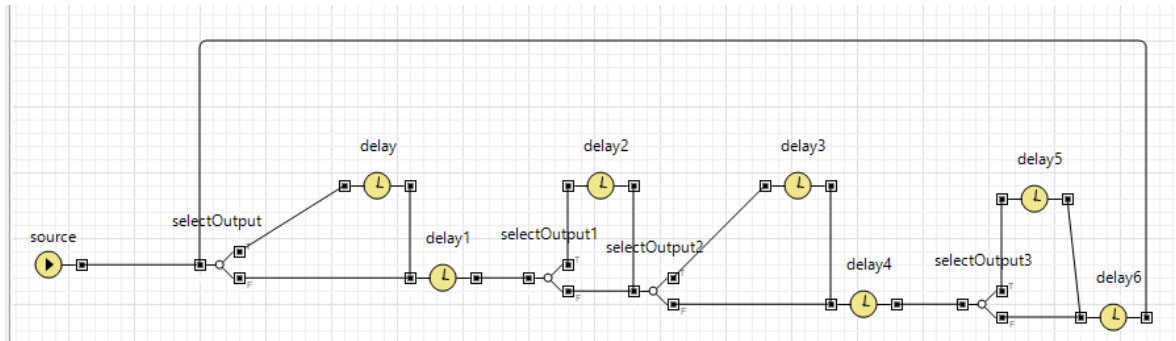 delay
delay2
delay3
delay5
selectOutput
source
delay1
selectOutput1
selectOutput2
delay4
selectOutput3
delay6
T
F
T
F
T
F
T
F